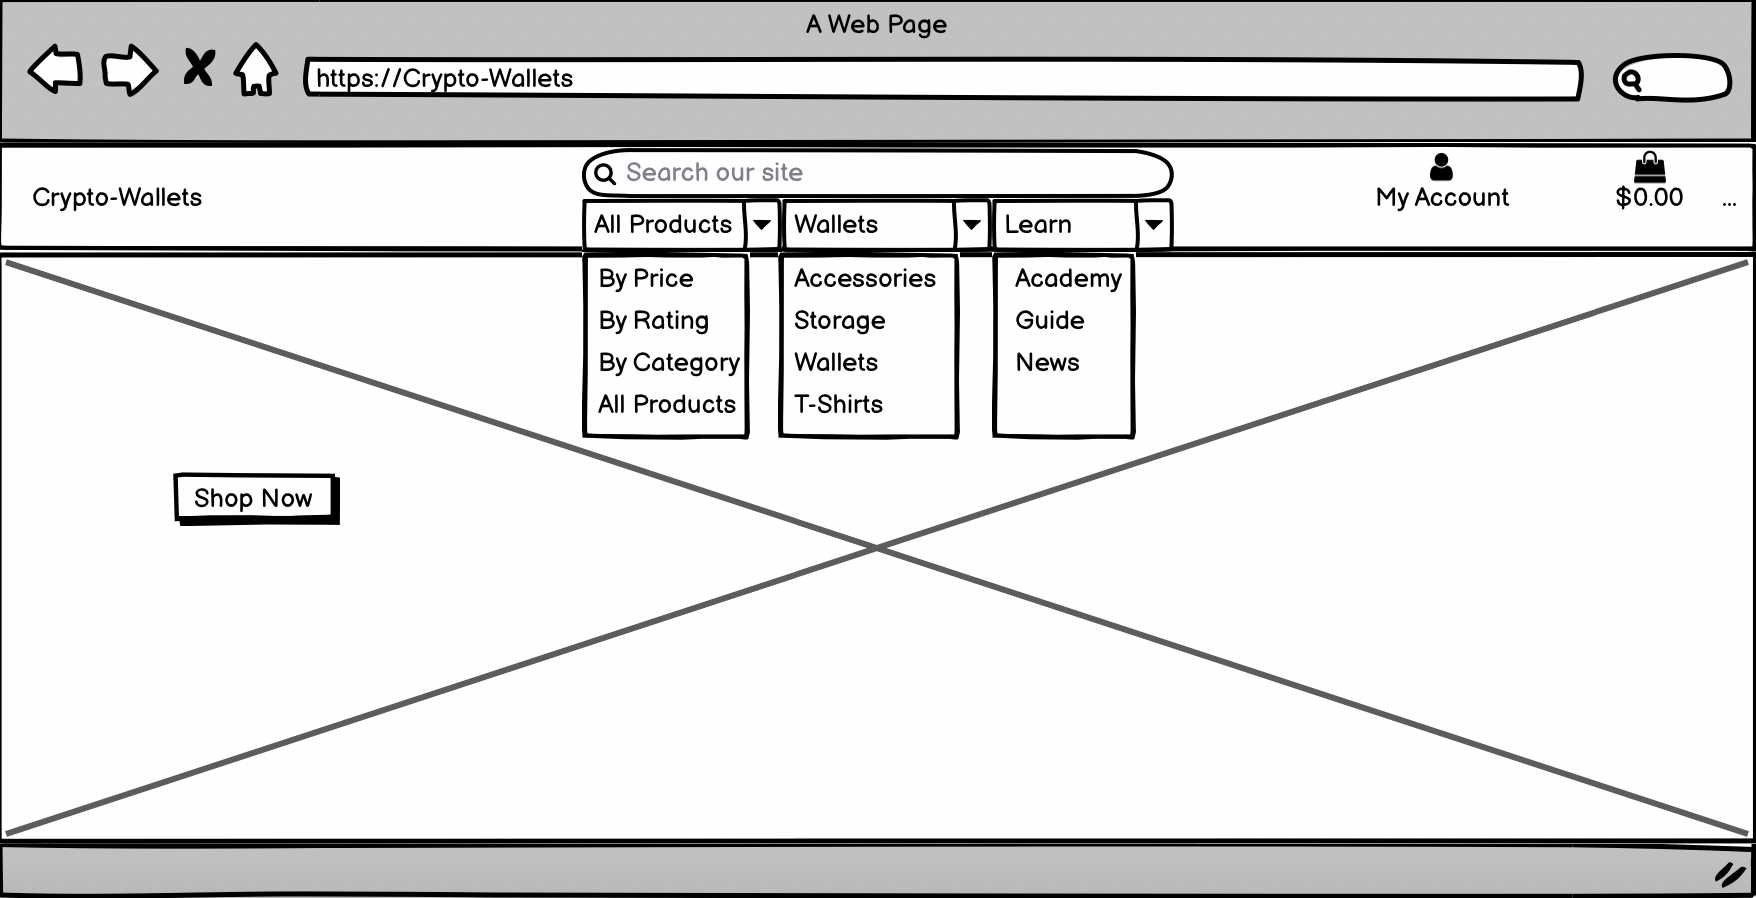 A Web Page
https://Crypto-Wallets
Search our site
Crypto-Wallets
My Account
$0.00
...
All Products
Wallets
Learn
By Price
By Rating
By Category
All Products
Accessories
Storage
Wallets
T-Shirts
Academy
Guide
News
Shop Now